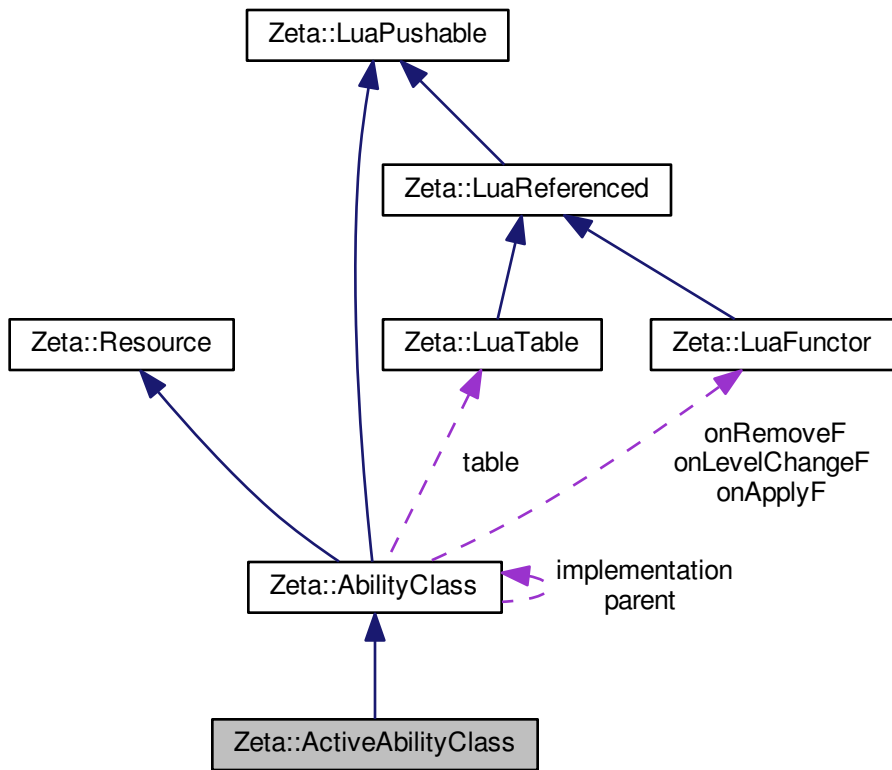 Zeta::LuaPushable
Zeta::LuaReferenced
Zeta::Resource
Zeta::LuaTable
Zeta::LuaFunctor
onRemoveF
onLevelChangeF
onApplyF
table
Zeta::AbilityClass
implementation
parent
Zeta::ActiveAbilityClass